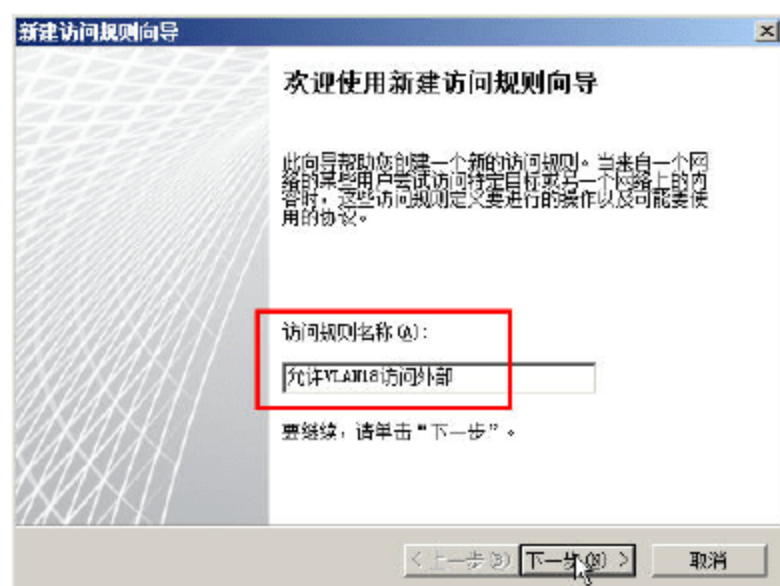 新建访问规则向导
欢迎使用新建访问规则向导
此向导帮助您创建一个新的访问规则。当来自一个网
络的某些用户尝试访问特定目标或另一个网络上的内
容时，这些访问规则定义要进行的操作以及可能要使
用的协议。
访问规则名称(A):
允许VLAN18访问外部
要继续，请单击“下一步”。
< 上一步(B)
下一步(N) >
取消